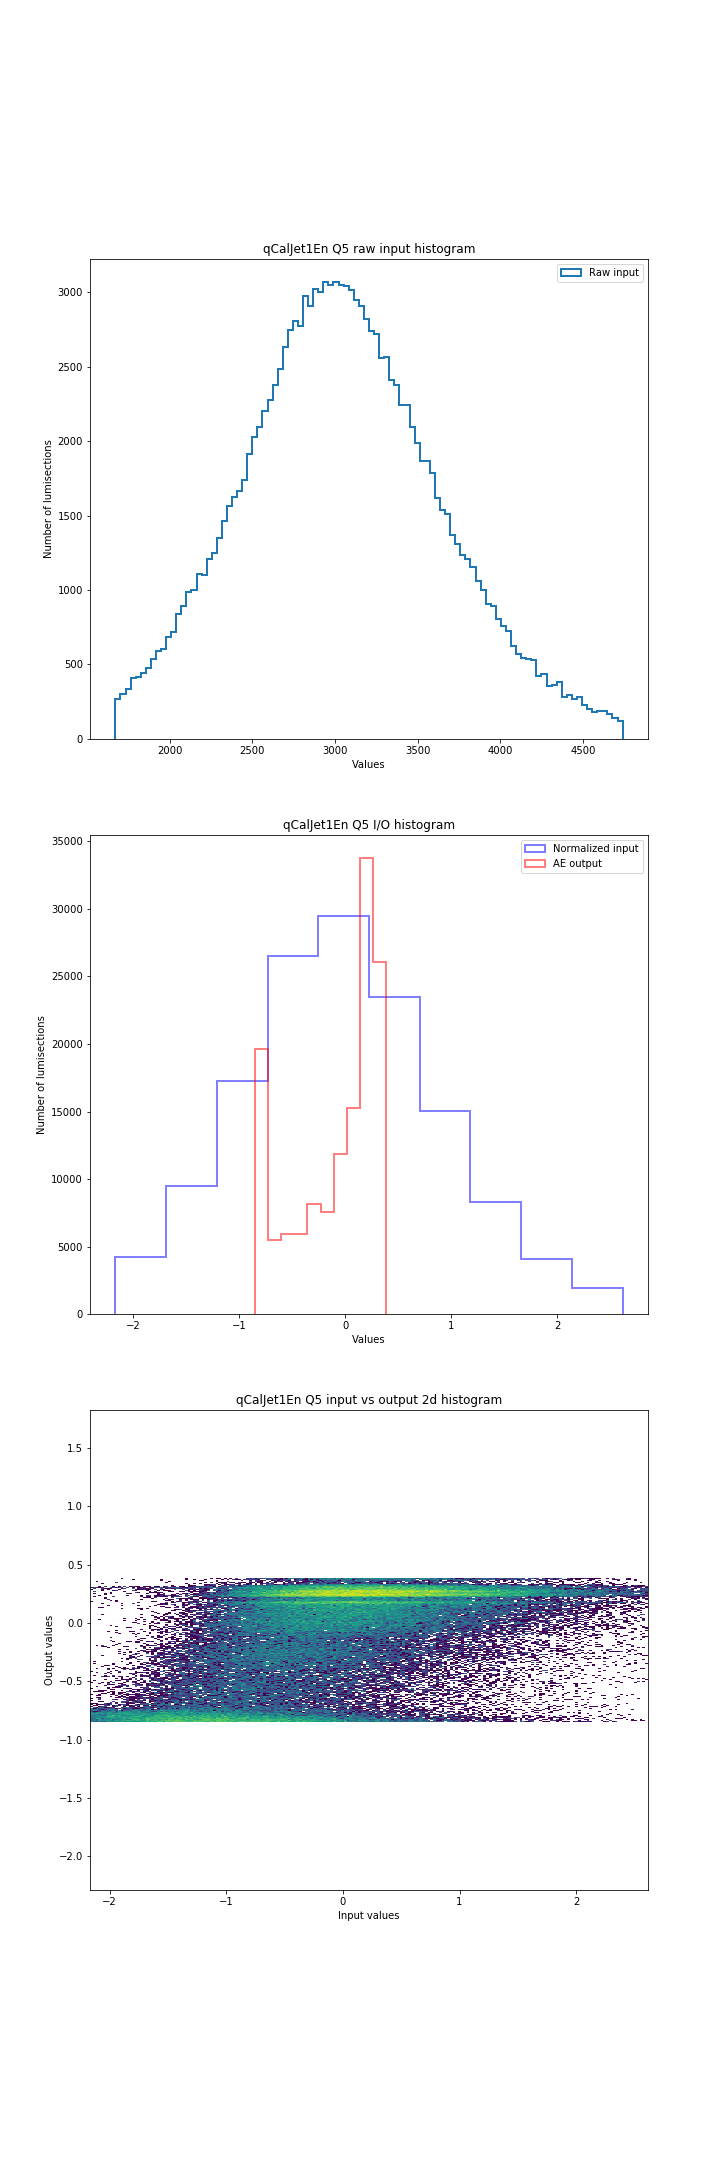 qCalJet1En Q5 raw input histogram
Raw input
3000
2500
2000
1500
1000
500
0
Number of lumisections
2000 2500 3000 3500 4000 4500
Values
qCalJet1En Q5 I/O histogram
Normalized input
AE output
35000
30000
25000
20000
15000
10000
5000
0
Number of lumisections
−2 −1 0 1 2
Values
qCalJet1En Q5 input vs output 2d histogram
1.5
1.0
0.5
0.0
−0.5
−1.0
−1.5
−2.0
Output values
−2 −1 0 1 2
Input values